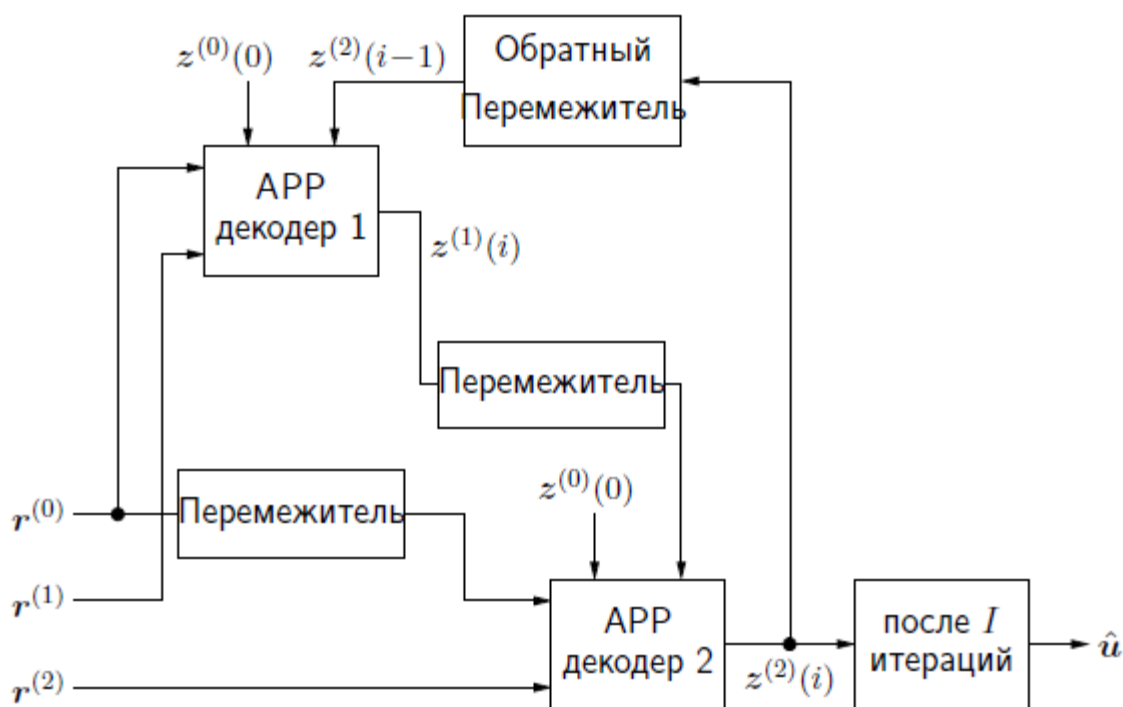 Обратный
Перемежитель
z^{(0)}(0)
z^{(2)}(i−1)
APP
декодер 1
z^{(1)}(i)
Перемежитель
r^{(0)}
Перемежитель
z^{(0)}(0)
r^{(1)}
APP
декодер 2
после I
итераций
û
z^{(2)}(i)
r^{(2)}